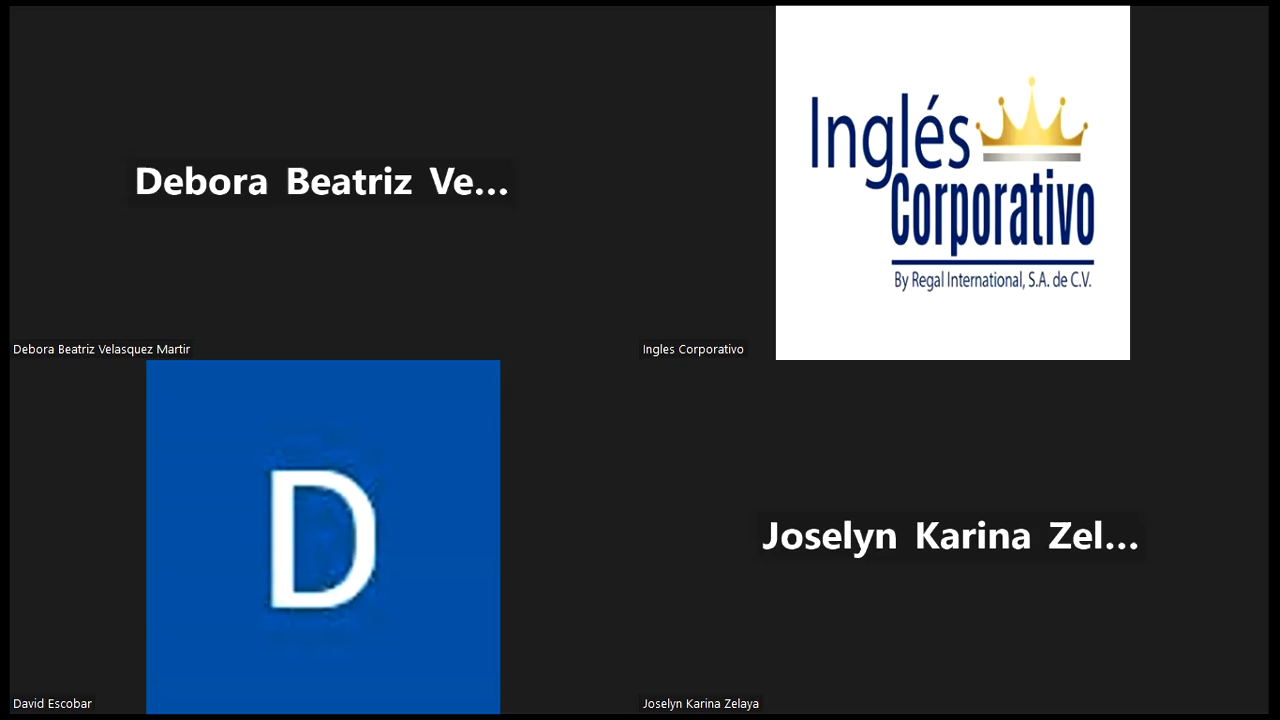 Debora Beatriz Ve...
Debora Beatriz Velasquez Martir
Inglés
Corporativo
By Regal International, S.A. de C.V.
Ingles Corporativo
D
David Escobar
Joselyn Karina Zel...
Joselyn Karina Zelaya